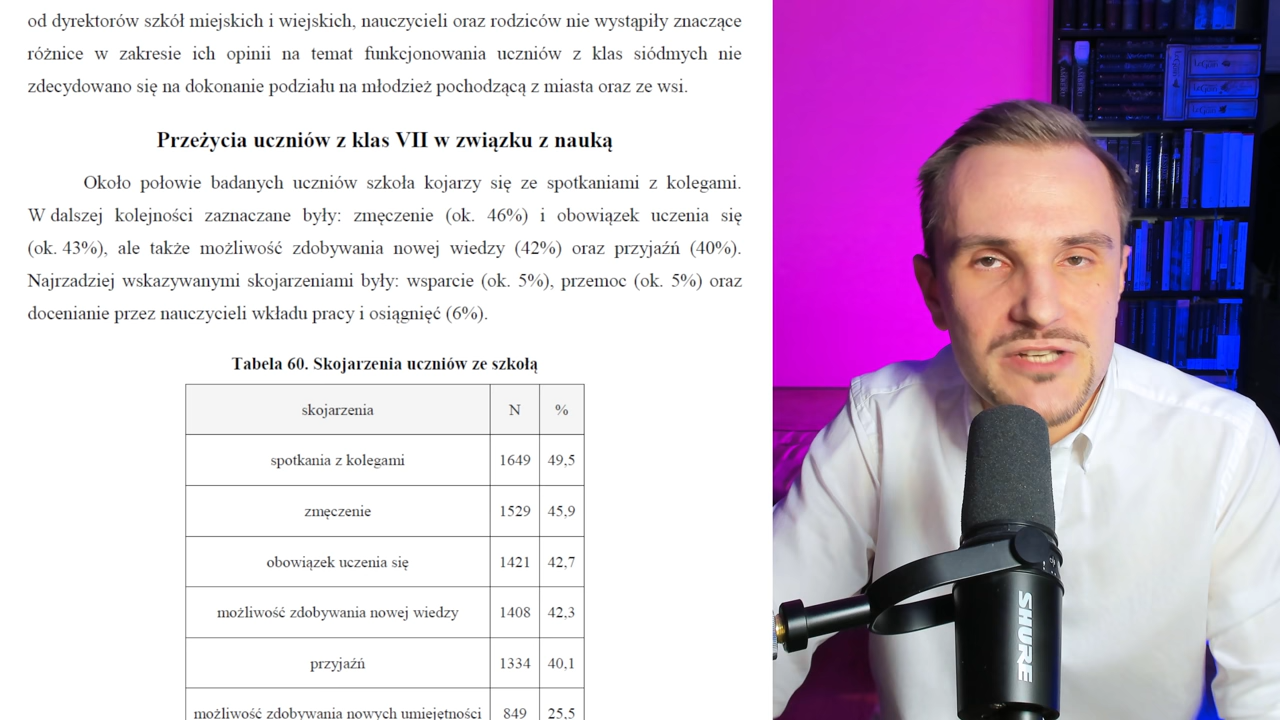 od dyrektorów szkół miejskich i wiejskich, nauczycieli oraz rodziców nie wystąpiły znaczące
różnice w zakresie ich opinii na temat funkcjonowania uczniów z klas siódmych nie
zdecydowano się na dokonanie podziału na młodzież pochodzącą z miasta oraz ze wsi.
Przeżycia uczniów z klas VII w związku z nauką
Około połowie badanych uczniów szkoła kojarzy się ze spotkaniami z kolegami.
W dalszej kolejności zaznaczane były: zmęczenie (ok. 46%) i obowiązek uczenia się
(ok. 43%), ale także możliwość zdobywania nowej wiedzy (42%) oraz przyjaźń (40%).
Najrzadziej wskazywanymi skojarzeniami były: wsparcie (ok. 5%), przemoc (ok. 5%) oraz
docenianie przez nauczycieli wkładu pracy i osiągnięć (6%).
Tabela 60. Skojarzenia uczniów ze szkołą
skojarzenia N %
spotkania z kolegami 1649 49,5
zmęczenie 1529 45,9
obowiązek uczenia się 1421 42,7
możliwość zdobywania nowej wiedzy 1408 42,3
przyjaźń 1334 40,1
możliwość zdobywania nowych umiejętności 849 25,5
SHURE